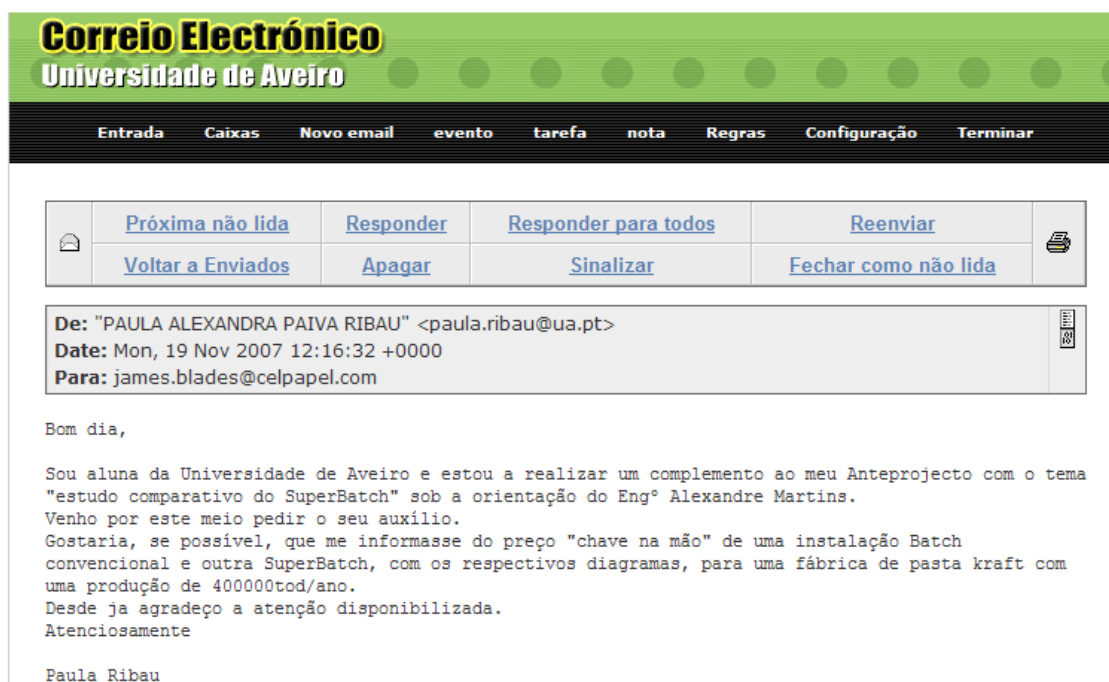 Correio Electrónico
Universidade de Aveiro
Entrada Caixas Novo email evento tarefa nota Regras Configuração Terminar
Próxima não lida Responder Responder para todos Reenviar
Voltar a Enviados Apagar Sinalizar Fechar como não lida
De: "PAULA ALEXANDRA PAIVA RIBAU" <paula.ribau@ua.pt>
Date: Mon, 19 Nov 2007 12:16:32 +0000
Para: james.blades@celpapel.com
Bom dia,
Sou aluna da Universidade de Aveiro e estou a realizar um complemento ao meu Anteprojecto com o tema
"estudo comparativo do SuperBatch" sob a orientação do Engº Alexandre Martins.
Venho por este meio pedir o seu auxílio.
Gostaria, se possível, que me informasse do preço "chave na mão" de uma instalação Batch
convencional e outra SuperBatch, com os respectivos diagramas, para uma fábrica de pasta kraft com
uma produção de 400000tod/ano.
Desde ja agradeço a atenção disponibilizada.
Atenciosamente
Paula Ribau